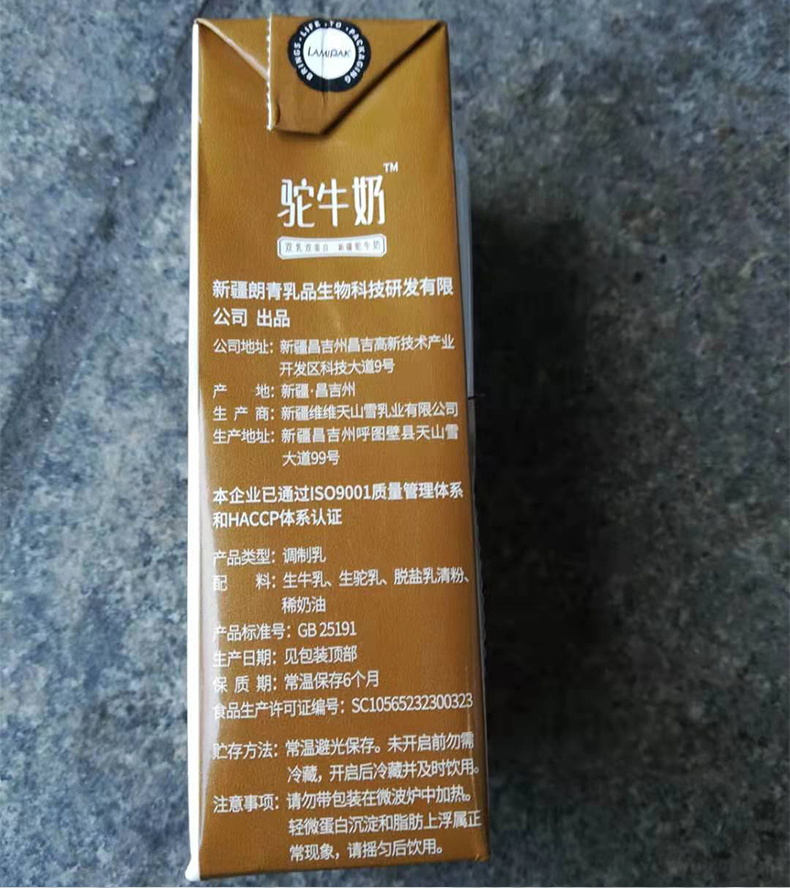 BRINGS·LIFE·TO·PACKAGING
LAMIPAK
驼牛奶™
双乳双蛋白 新疆驼牛奶
新疆朗青乳品生物科技研发有限
公司 出品
公司地址：新疆昌吉州昌吉高新技术产业
开发区科技大道9号
产 地：新疆·昌吉州
生 产 商：新疆维维天山雪乳业有限公司
生产地址：新疆昌吉州呼图壁县天山雪
大道99号
本企业已通过ISO9001质量管理体系
和HACCP体系认证
产品类型：调制乳
配 料：生牛乳、生驼乳、脱盐乳清粉、
稀奶油
产品标准号：GB 25191
生产日期：见包装顶部
保 质 期：常温保存6个月
食品生产许可证编号：SC10565232300323
贮存方法：常温避光保存。未开启前勿需
冷藏，开启后冷藏并及时饮用。
注意事项：请勿带包装在微波炉中加热。
轻微蛋白沉淀和脂肪上浮属正
常现象，请摇匀后饮用。